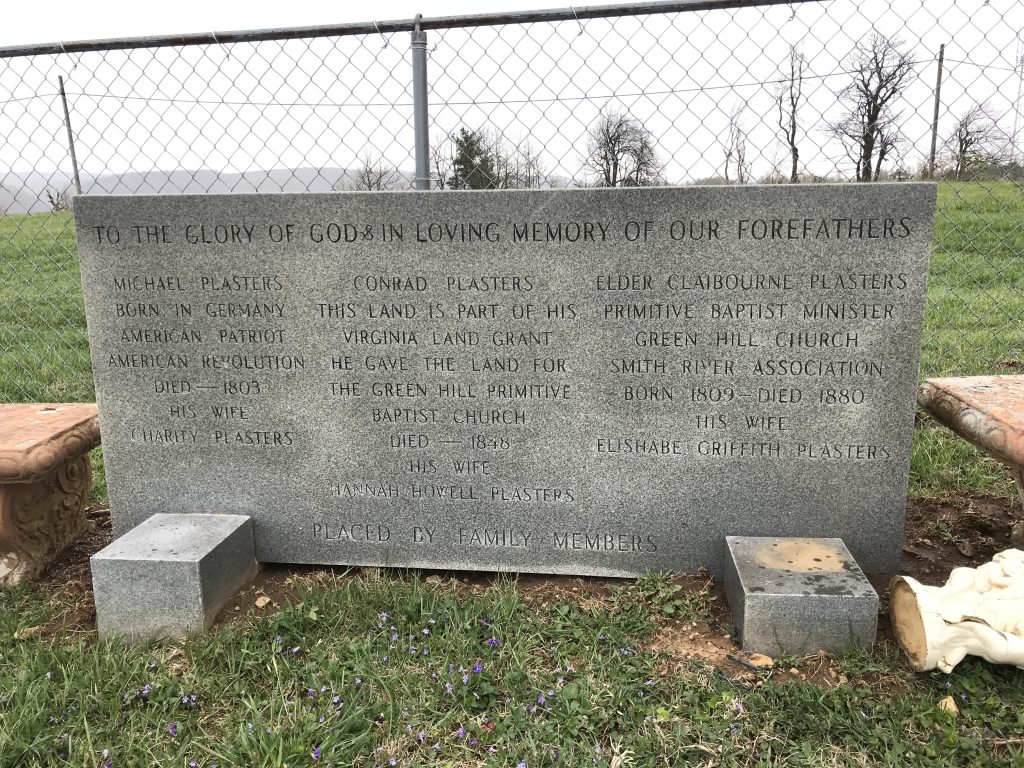 TO THE GLORY OF GOD & IN LOVING MEMORY OF OUR FOREFATHERS
MICHAEL PLASTERS
BORN IN GERMANY
AMERICAN PATRIOT
AMERICAN REVOLUTION
DIED — 1803
HIS WIFE
CHARITY PLASTERS
CONRAD PLASTERS
THIS LAND IS PART OF HIS
VIRGINIA LAND GRANT
HE GAVE THE LAND FOR
THE GREEN HILL PRIMITIVE
BAPTIST CHURCH
DIED — 1848
HIS WIFE
HANNAH HOWELL PLASTERS
ELDER CLAIBOURNE PLASTERS
PRIMITIVE BAPTIST MINISTER
GREEN HILL CHURCH
SMITH RIVER ASSOCIATION
BORN 1809 – DIED 1880
HIS WIFE
ELISHABE GRIFFITH PLASTERS
PLACED BY FAMILY MEMBERS